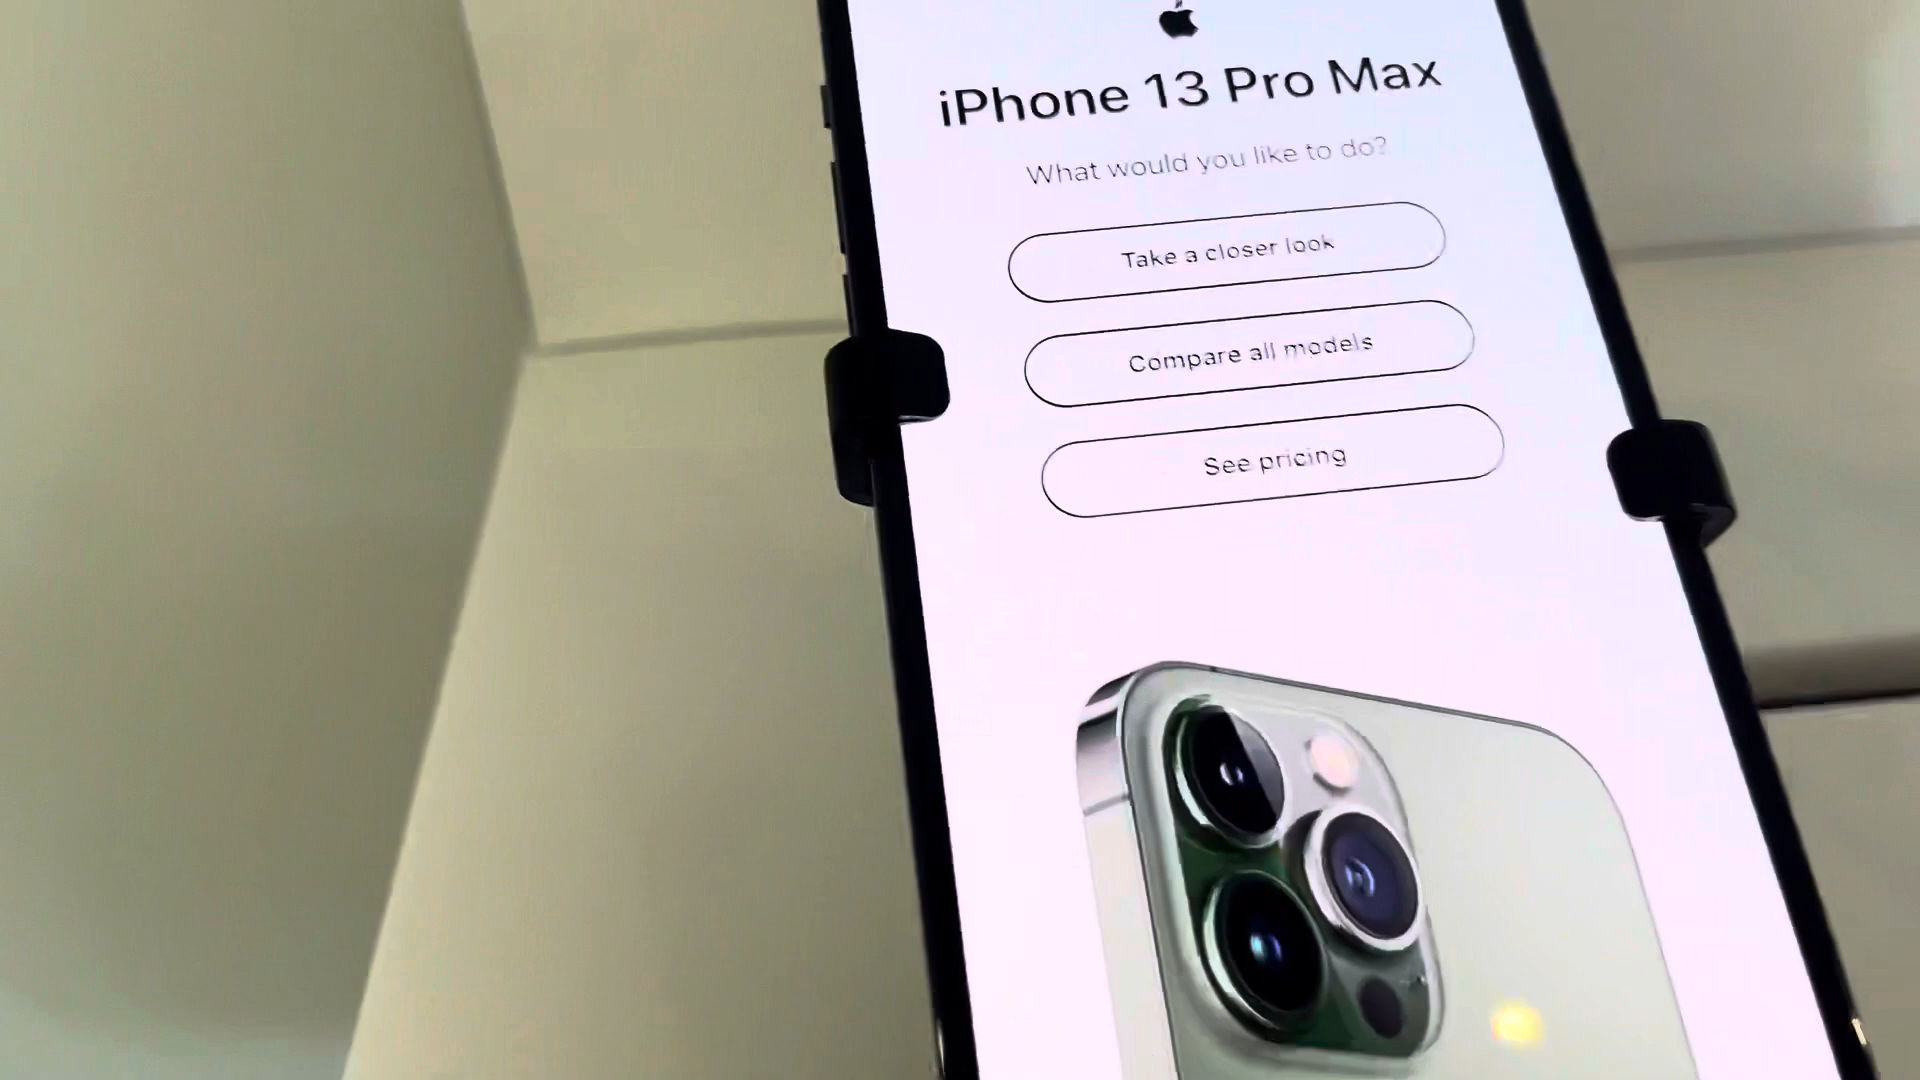 iPhone 13 Pro Max
What would you like to do?
Take a closer look
Compare all models
See pricing